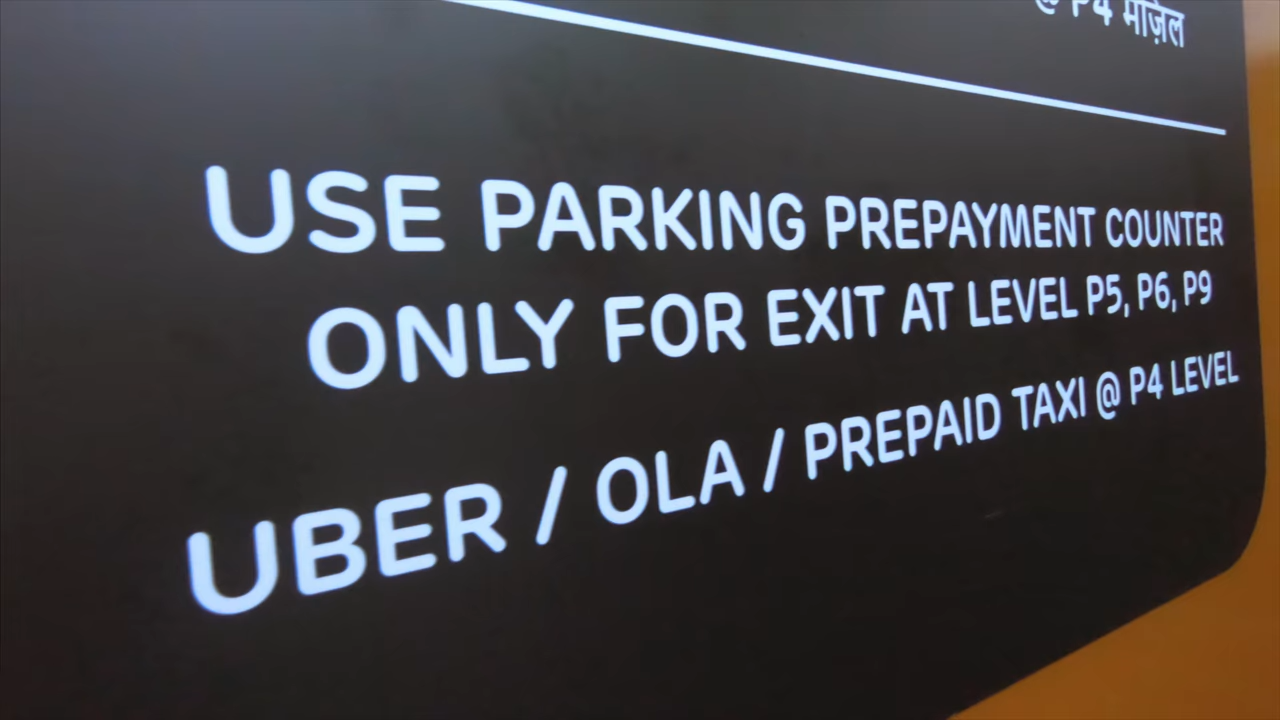 @ P4 मंज़िल
USE PARKING PREPAYMENT COUNTER
ONLY FOR EXIT AT LEVEL P5, P6, P9
UBER / OLA / PREPAID TAXI @ P4 LEVEL